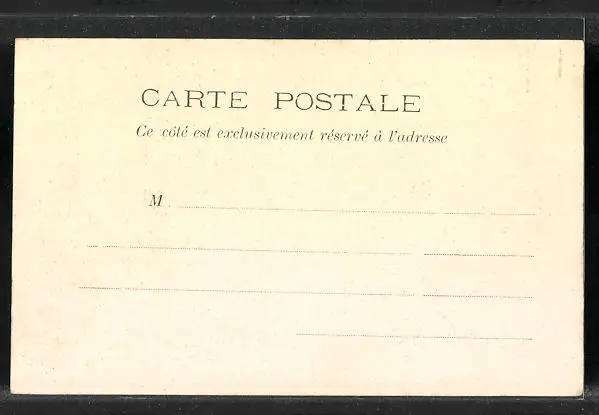 CARTE POSTALE
Ce côté est exclusivement réservé à l'adresse
M